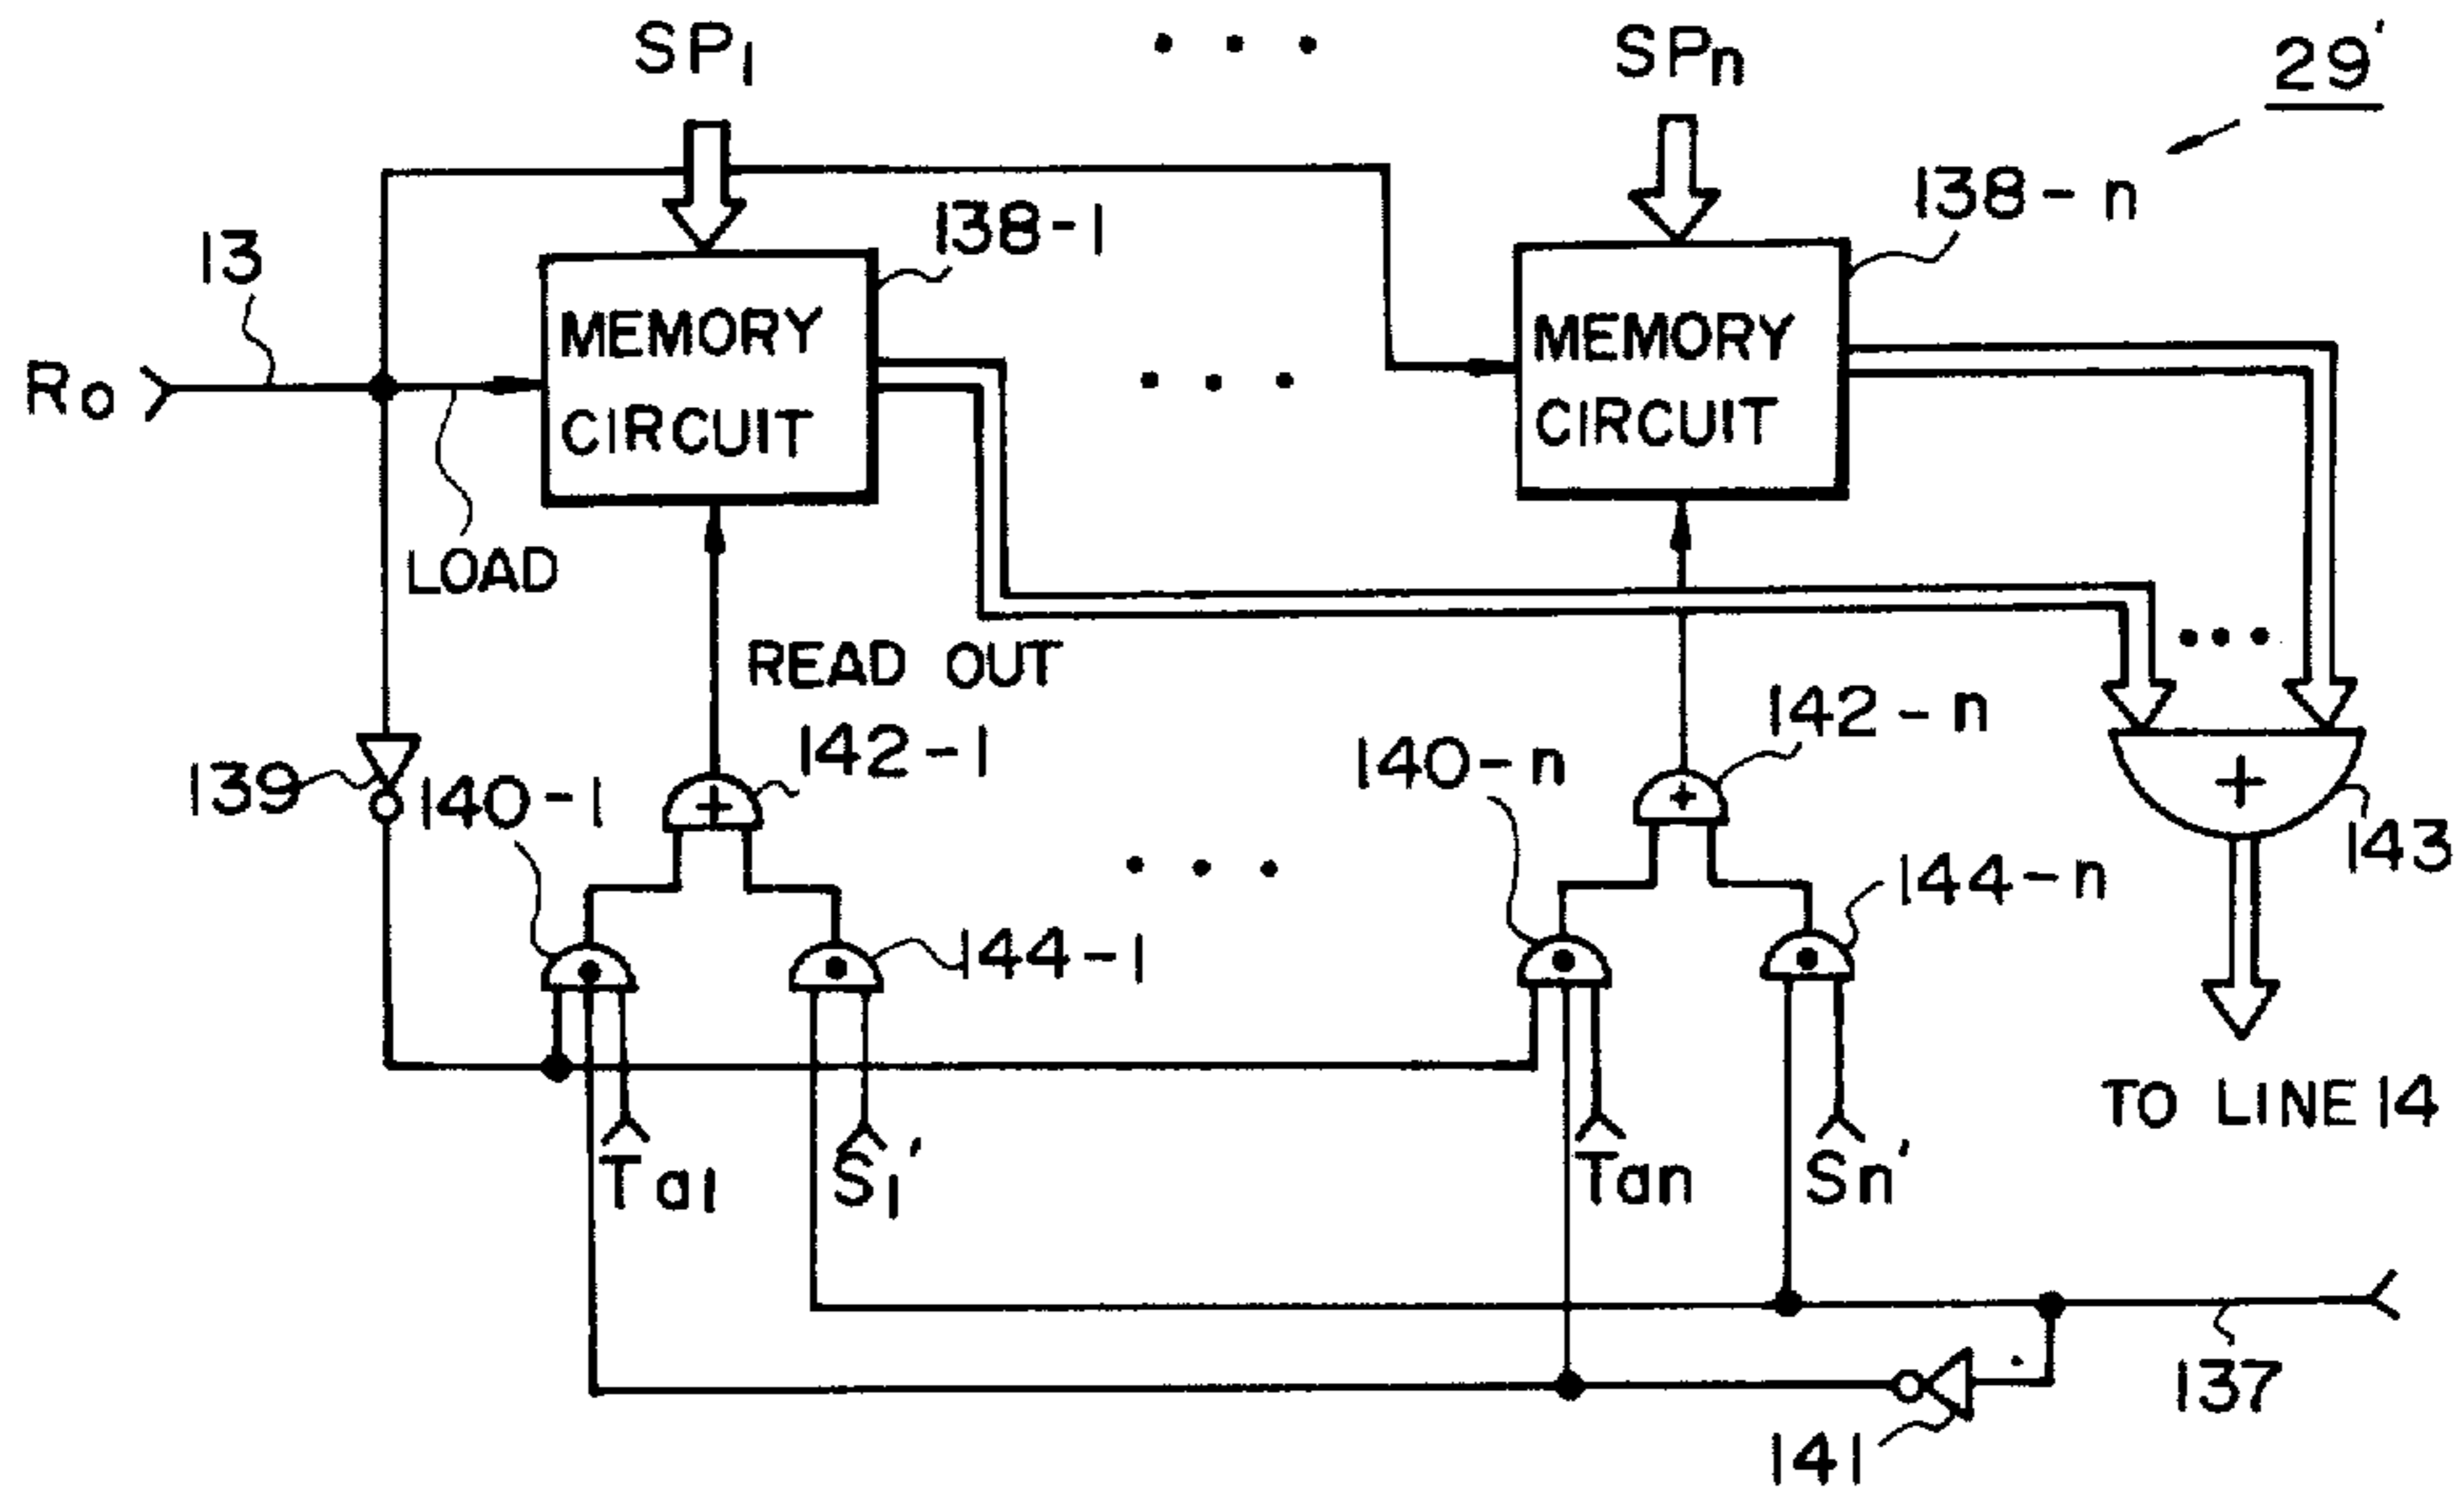 SP1 SPn 29'
138-1 138-n
13
Ro
MEMORY CIRCUIT
MEMORY CIRCUIT
LOAD
READ OUT
142-1 142-n
139 140-1 140-n
+ + +
143
144-1 144-n
TO LINE 14
Ta1 S1' Tan Sn'
137
141